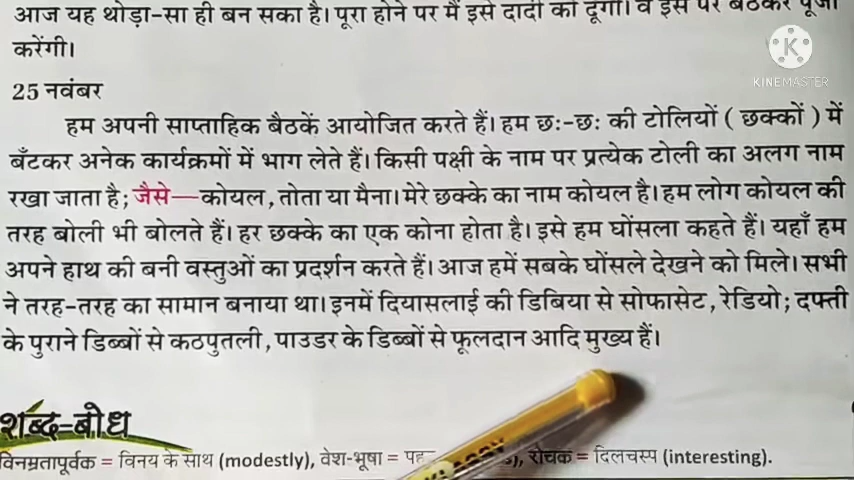 आज यह थोड़ा-सा ही बन सका है। पूरा होने पर मैं इसे दादी को दूँगी। वे इस पर बैठकर पूजा
करेंगी।
25 नवंबर
हम अपनी साप्ताहिक बैठकें आयोजित करते हैं। हम छः-छः की टोलियों ( छक्कों ) में
बँटकर अनेक कार्यक्रमों में भाग लेते हैं। किसी पक्षी के नाम पर प्रत्येक टोली का अलग नाम
रखा जाता है; जैसे—कोयल, तोता या मैना। मेरे छक्के का नाम कोयल है। हम लोग कोयल की
तरह बोली भी बोलते हैं। हर छक्के का एक कोना होता है। इसे हम घोंसला कहते हैं। यहाँ हम
अपने हाथ की बनी वस्तुओं का प्रदर्शन करते हैं। आज हमें सबके घोंसले देखने को मिले। सभी
ने तरह-तरह का सामान बनाया था। इनमें दियासलाई की डिबिया से सोफासेट, रेडियो; दफ्ती
के पुराने डिब्बों से कठपुतली, पाउडर के डिब्बों से फूलदान आदि मुख्य हैं।
शब्द-बोध
विनम्रतापूर्वक = विनय के साथ (modestly), वेश-भूषा = रोचक = दिलचस्प (interesting).
KINEMASTER